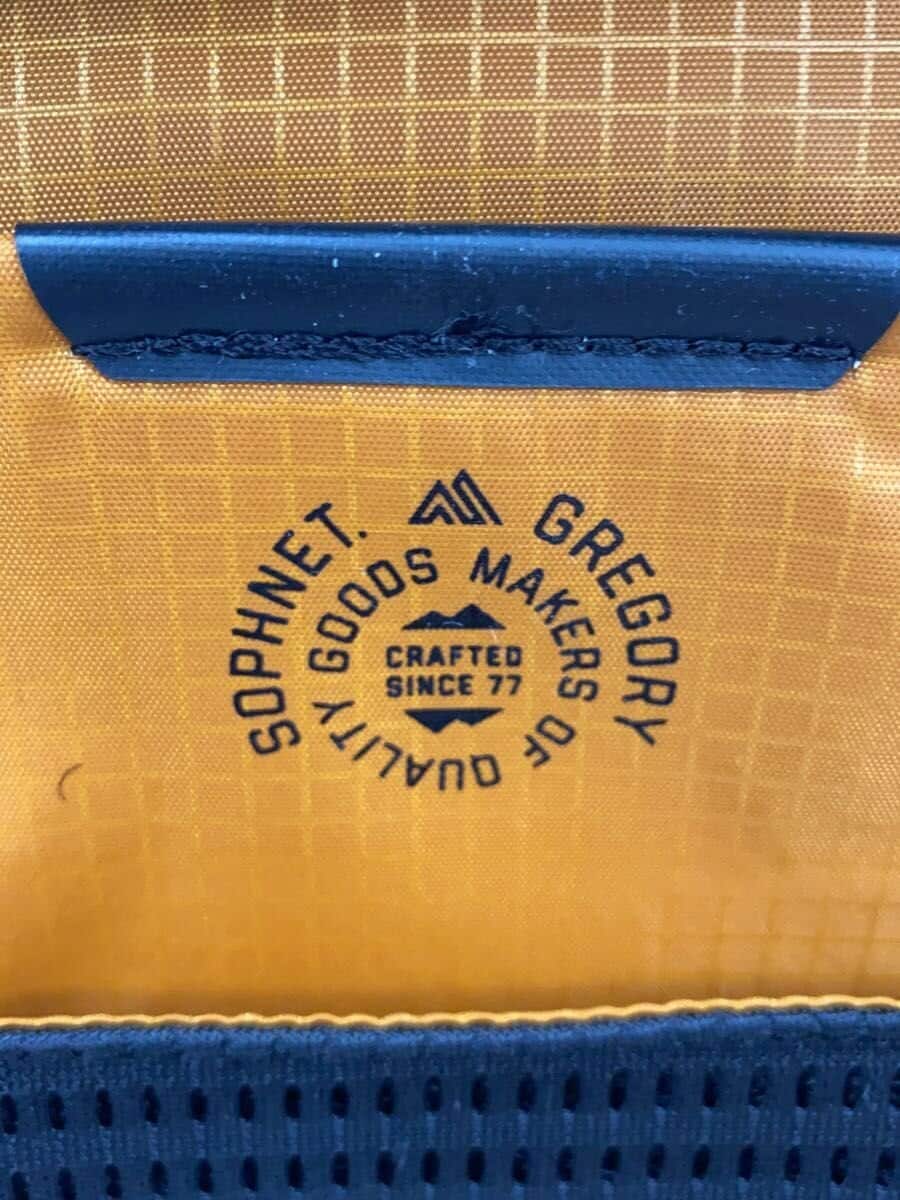 SOPHNET. GREGORY
MAKERS OF QUALITY GOODS
CRAFTED
SINCE 77